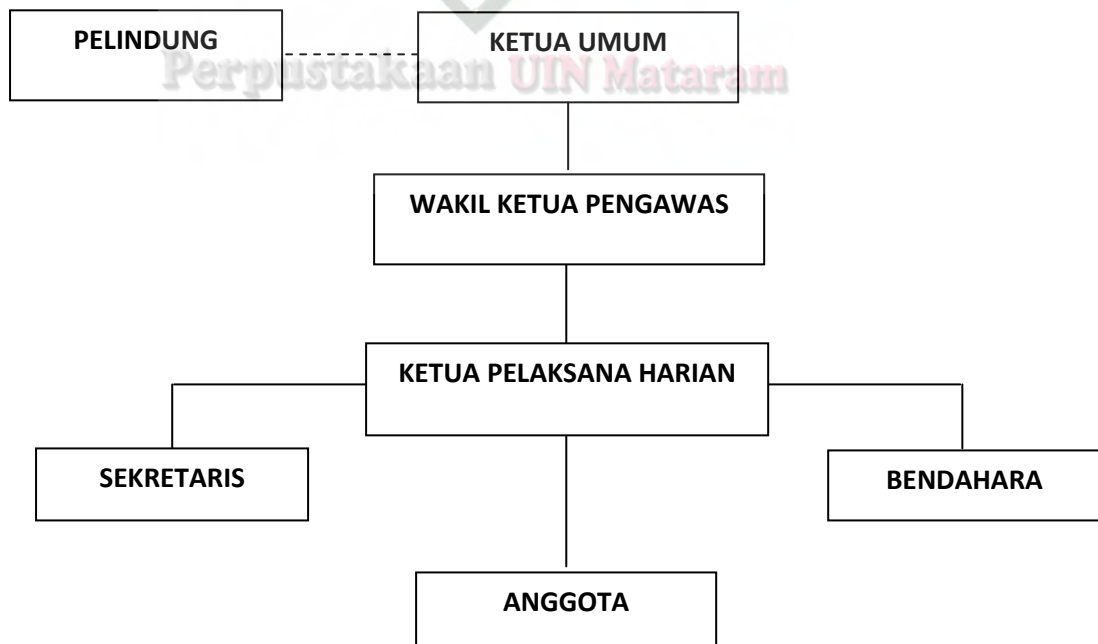 PELINDUNG
KETUA UMUM
Perpustakaan UIN Mataram
WAKIL KETUA PENGAWAS
KETUA PELAKSANA HARIAN
SEKRETARIS
BENDAHARA
ANGGOTA